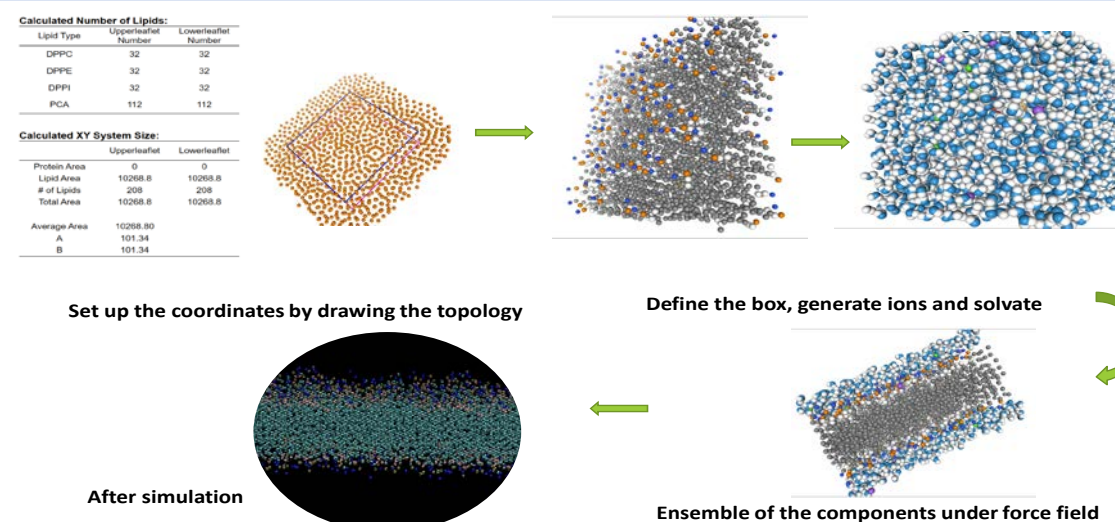 Calculated Number of Lipids:
Lipid Type Upperleaflet Number Lowerleaflet Number
DPPC 32 32
DPPE 32 32
DPPI 32 32
PCA 112 112
Calculated XY System Size:
Upperleaflet Lowerleaflet
Protein Area 0 0
Lipid Area 10268.8 10268.8
# of Lipids 208 208
Total Area 10268.8 10268.8
Average Area 10268.80
A 101.34
B 101.34
Set up the coordinates by drawing the topology
Define the box, generate ions and solvate
After simulation
Ensemble of the components under force field